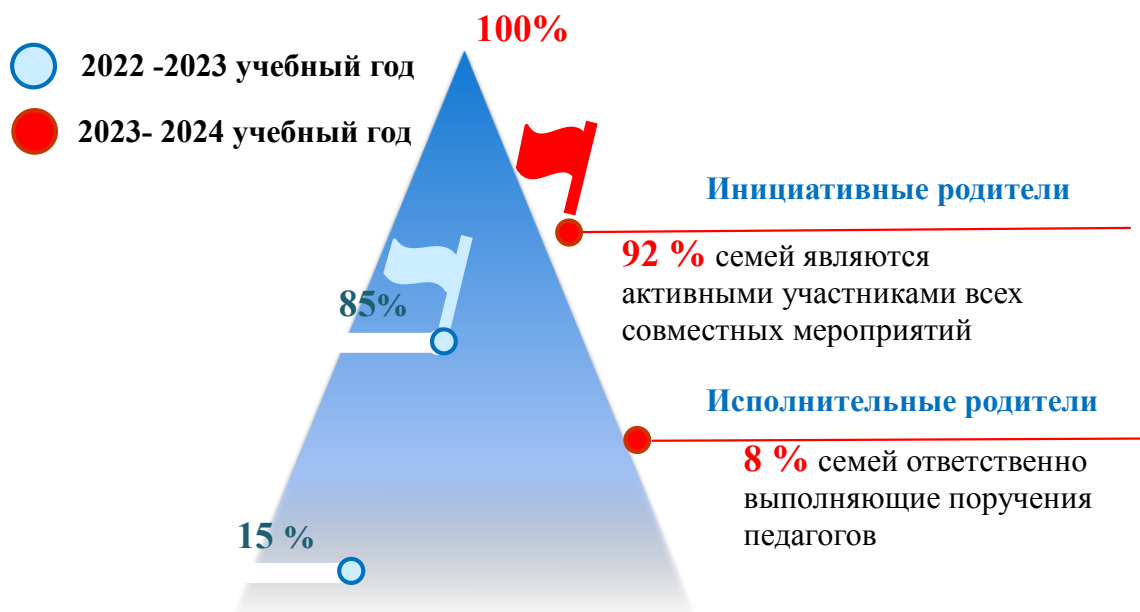 100%
2022 -2023 учебный год
2023- 2024 учебный год
Инициативные родители
92 % семей являются
активными участниками всех
совместных мероприятий
85%
Исполнительные родители
8 % семей ответственно
выполняющие поручения
педагогов
15 %